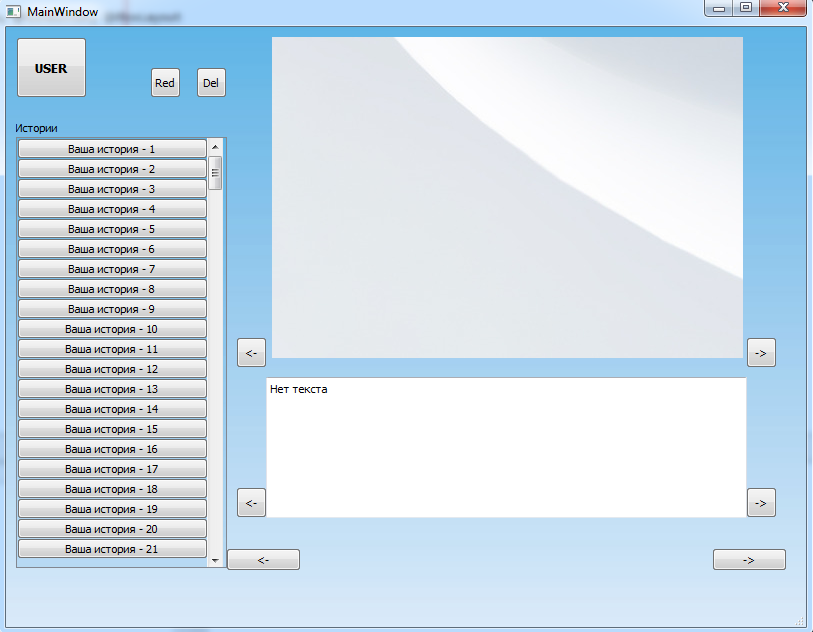 MainWindow
USER
Red
Del
Истории
Ваша история - 1
Ваша история - 2
Ваша история - 3
Ваша история - 4
Ваша история - 5
Ваша история - 6
Ваша история - 7
Ваша история - 8
Ваша история - 9
Ваша история - 10
Ваша история - 11
Ваша история - 12
Ваша история - 13
Ваша история - 14
Ваша история - 15
Ваша история - 16
Ваша история - 17
Ваша история - 18
Ваша история - 19
Ваша история - 20
Ваша история - 21
<-
->
Нет текста
<-
->
<-
->